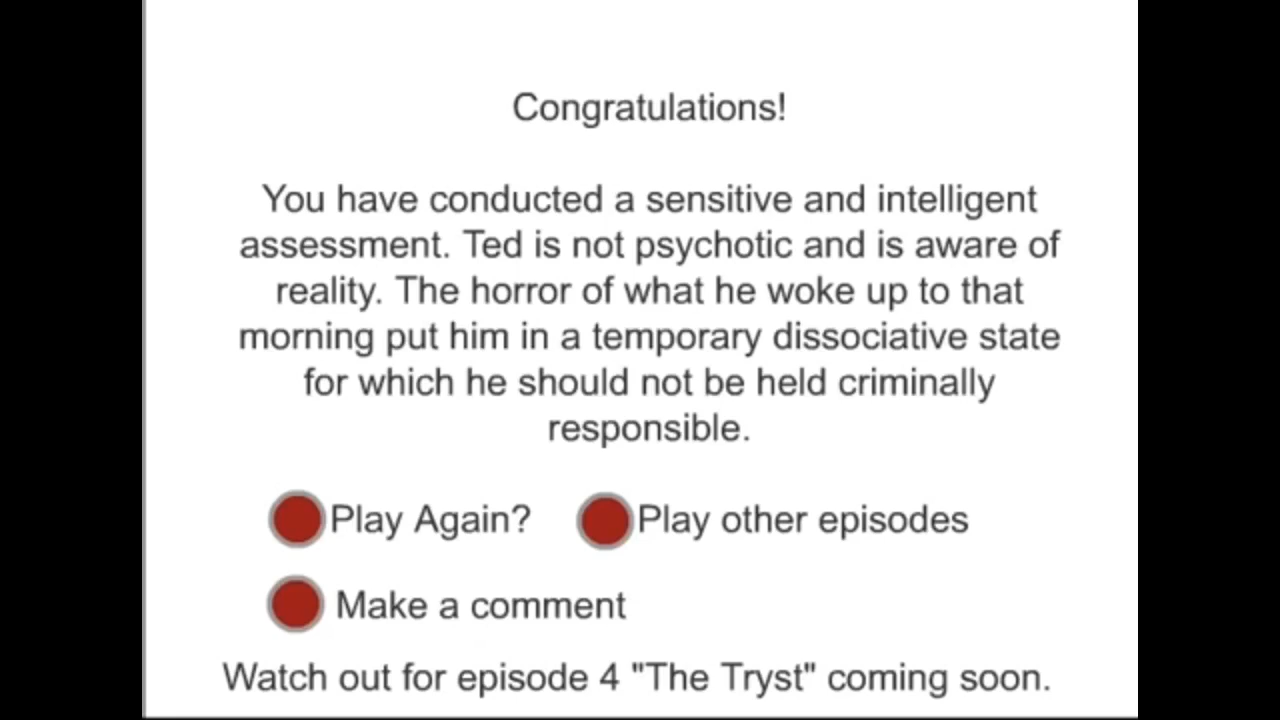 Congratulations!
You have conducted a sensitive and intelligent
assessment. Ted is not psychotic and is aware of
reality. The horror of what he woke up to that
morning put him in a temporary dissociative state
for which he should not be held criminally
responsible.
Play Again? Play other episodes
Make a comment
Watch out for episode 4 "The Tryst" coming soon.